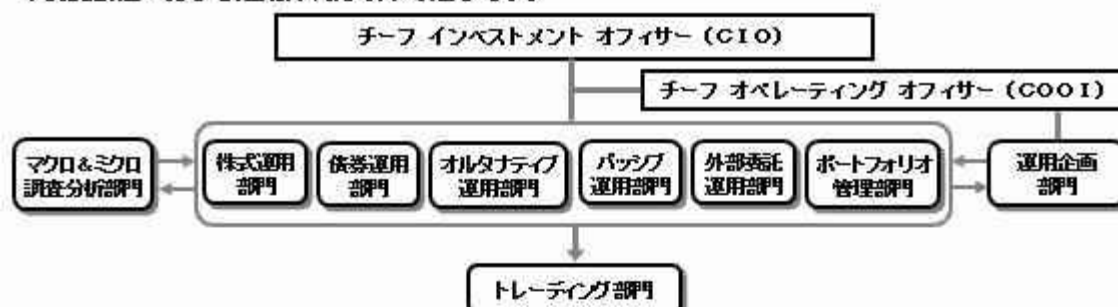 チーフ インベストメント オフィサー（CIO）
チーフ オペレーティング オフィサー（COOI）
マクロ&ミクロ
調査分析部門
株式運用
部門
債券運用
部門
オルタナティブ
運用部門
パッシブ
運用部門
外部委託
運用部門
ポートフォリオ
管理部門
運用企画
部門
トレーディング部門